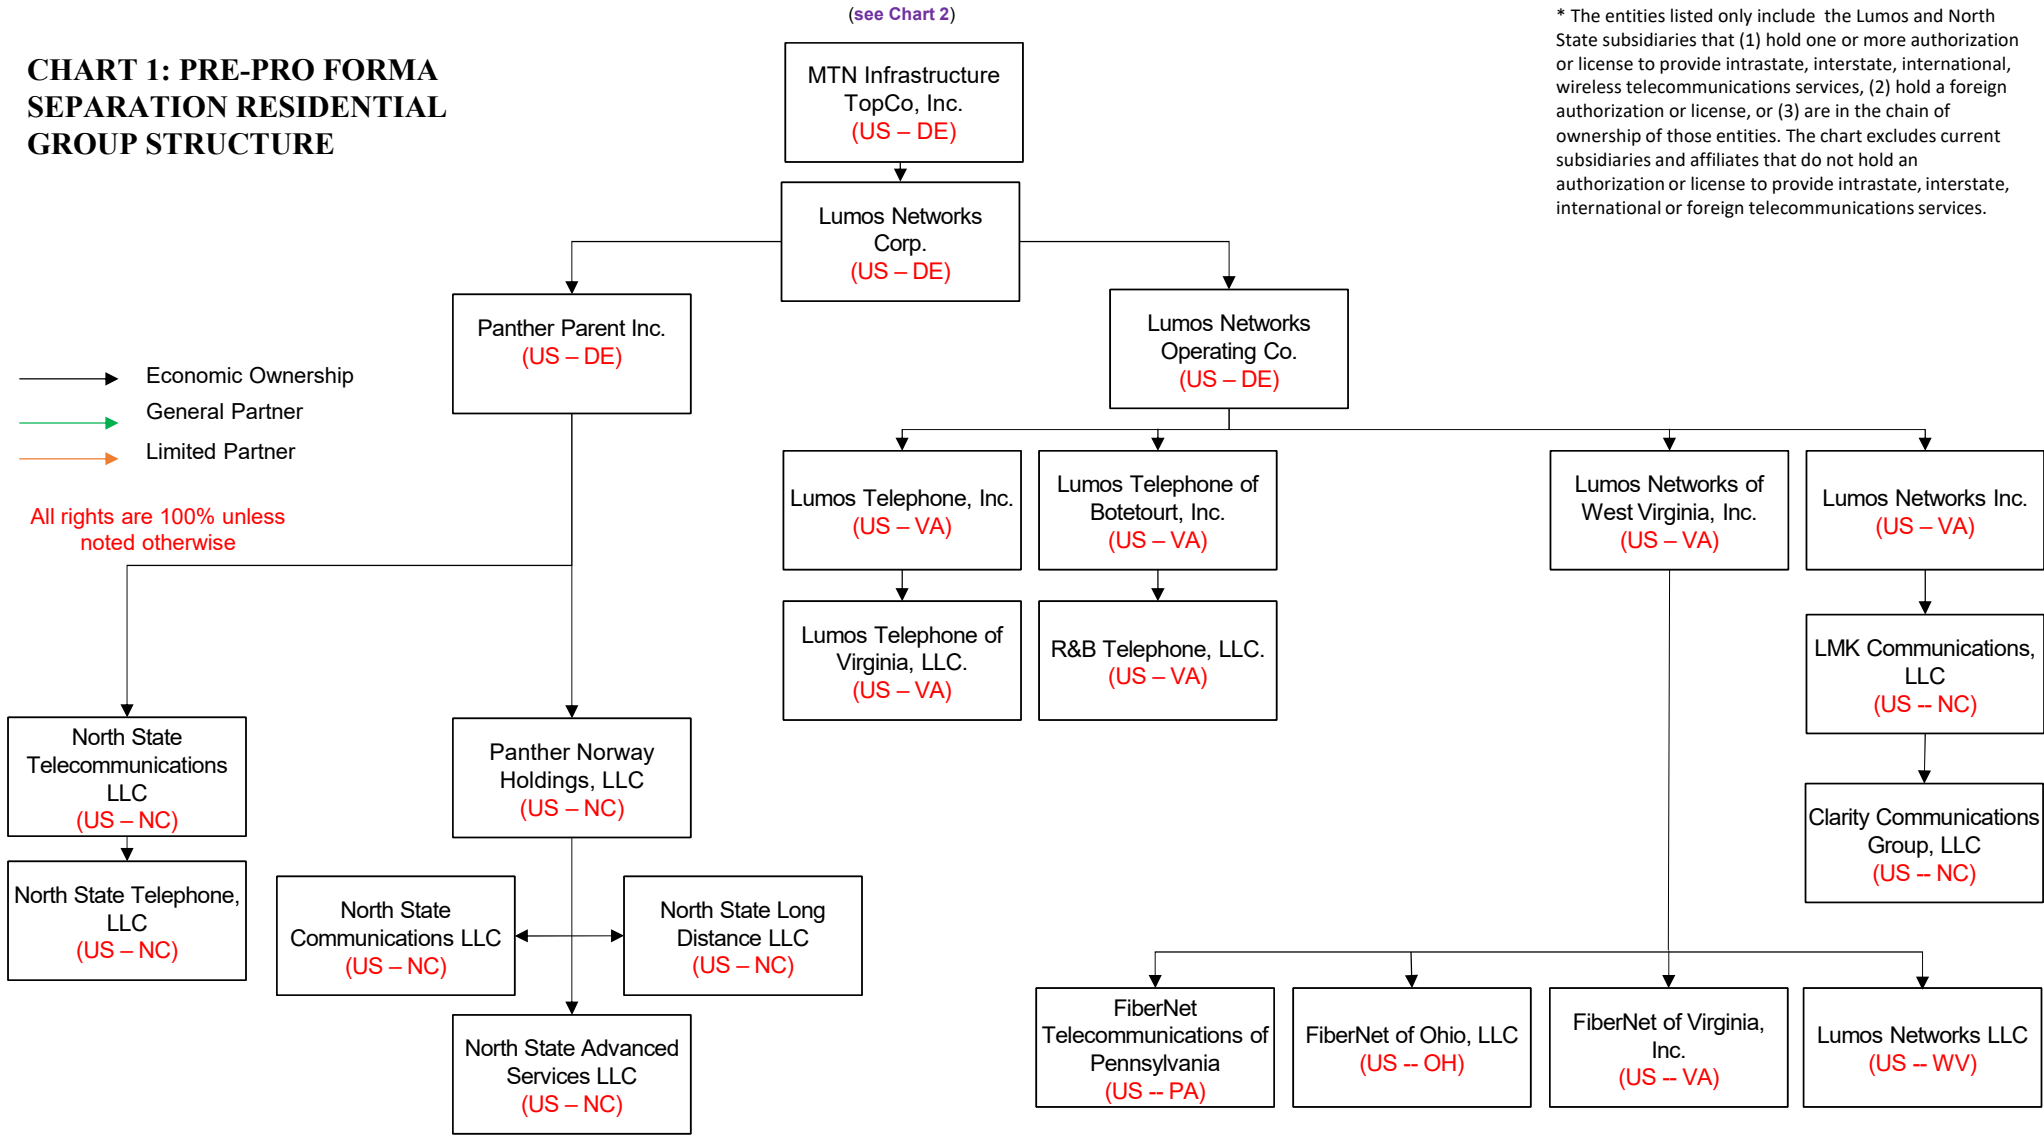 (see Chart 2)
* The entities listed only include the Lumos and North
State subsidiaries that (1) hold one or more authorization
or license to provide intrastate, interstate, international,
wireless telecommunications services, (2) hold a foreign
authorization or license, or (3) are in the chain of
ownership of those entities. The chart excludes current
subsidiaries and affiliates that do not hold an
authorization or license to provide intrastate, interstate,
international or foreign telecommunications services.
CHART 1: PRE-PRO FORMA
SEPARATION RESIDENTIAL
GROUP STRUCTURE
MTN Infrastructure
TopCo, Inc.
(US – DE)
Lumos Networks
Corp.
(US – DE)
Panther Parent Inc.
(US – DE)
Lumos Networks
Operating Co.
(US – DE)
Economic Ownership
General Partner
Limited Partner
All rights are 100% unless
noted otherwise
Lumos Telephone, Inc.
(US – VA)
Lumos Telephone of
Botetourt, Inc.
(US – VA)
Lumos Networks of
West Virginia, Inc.
(US – VA)
Lumos Networks Inc.
(US – VA)
Lumos Telephone of
Virginia, LLC.
(US – VA)
R&B Telephone, LLC.
(US – VA)
LMK Communications,
LLC
(US -- NC)
North State
Telecommunications
LLC
(US – NC)
Panther Norway
Holdings, LLC
(US – NC)
Clarity Communications
Group, LLC
(US -- NC)
North State Telephone,
LLC
(US – NC)
North State
Communications LLC
(US – NC)
North State Long
Distance LLC
(US – NC)
North State Advanced
Services LLC
(US – NC)
FiberNet
Telecommunications of
Pennsylvania
(US -- PA)
FiberNet of Ohio, LLC
(US -- OH)
FiberNet of Virginia,
Inc.
(US -- VA)
Lumos Networks LLC
(US -- WV)